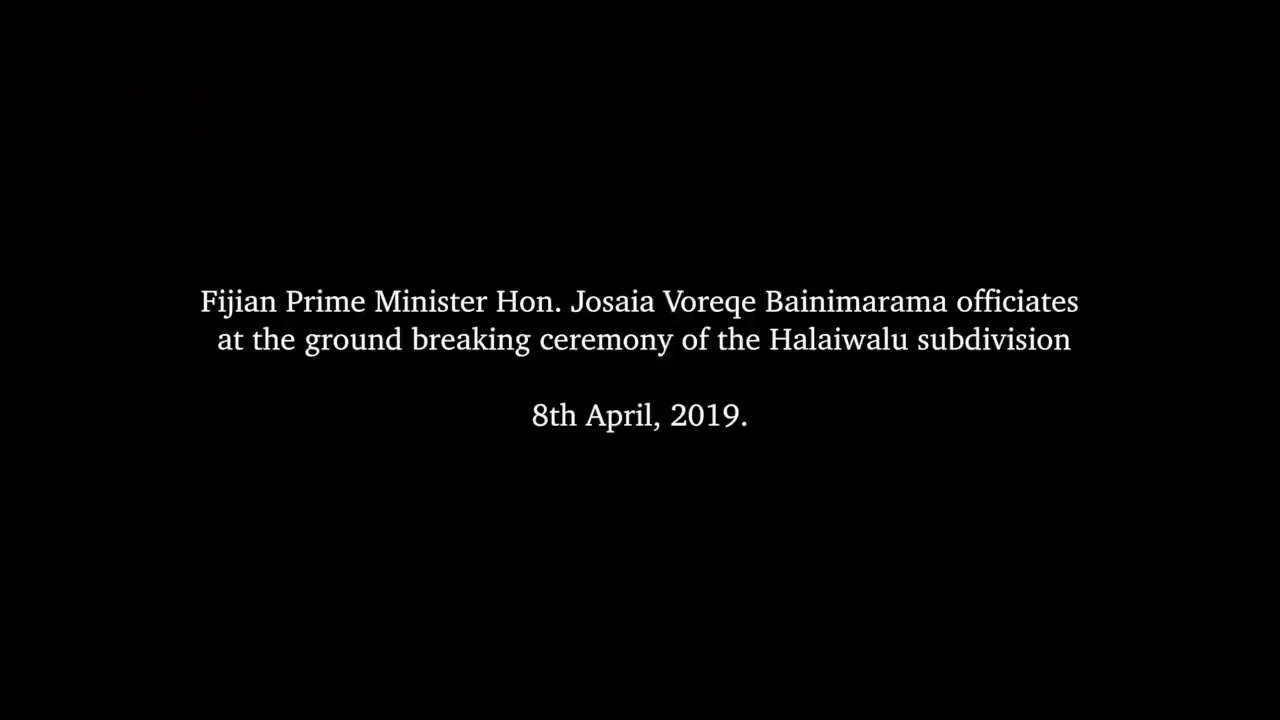 Fijian Prime Minister Hon. Josaia Voreqe Bainimarama officiates
at the ground breaking ceremony of the Halaiwalu subdivision
8th April, 2019.